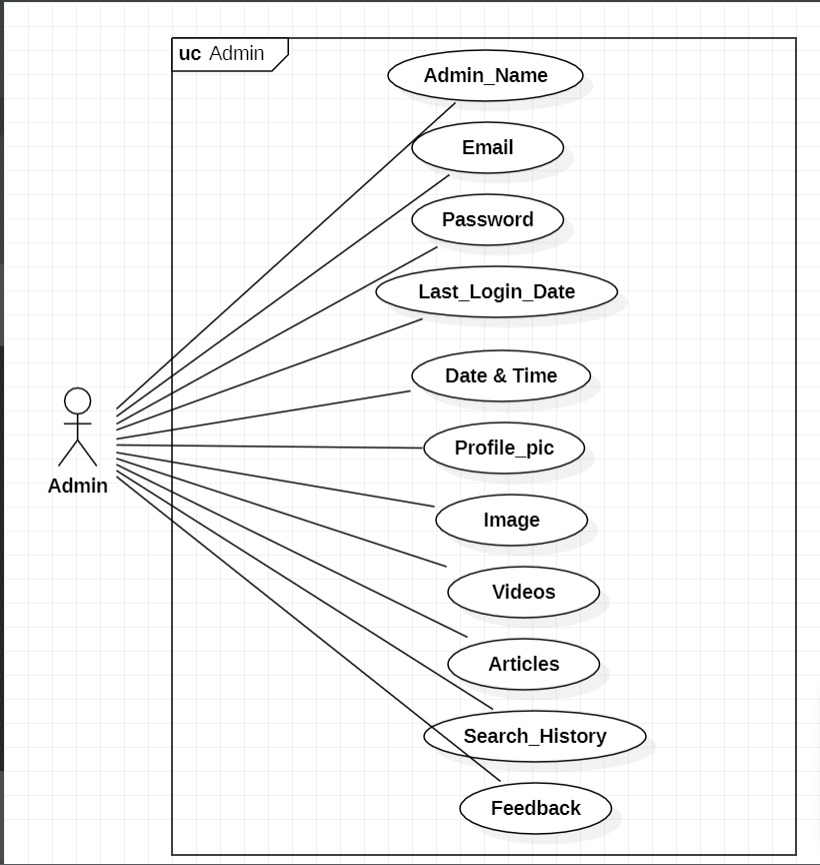 uc Admin
Admin_Name
Email
Password
Last_Login_Date
Date & Time
Profile_pic
Admin
Image
Videos
Articles
Search_History
Feedback